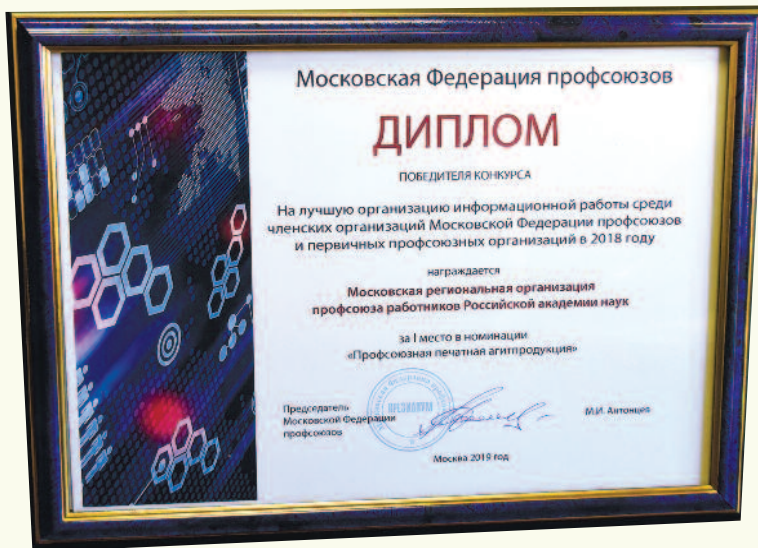 Московская Федерация профсоюзов
ДИПЛОМ
ПОБЕДИТЕЛЯ КОНКУРСА
На лучшую организацию информационной работы среди
членских организаций Московской Федерации профсоюзов
и первичных профсоюзных организаций в 2018 году
награждается
Московская региональная организация
профсоюза работников Российской академии наук
за I место в номинации
«Профсоюзная печатная агитпродукция»
Председатель
Московской Федерации
профсоюзов
ПРЕЗИДИУМ
М.И. Антонцев
Москва 2019 год